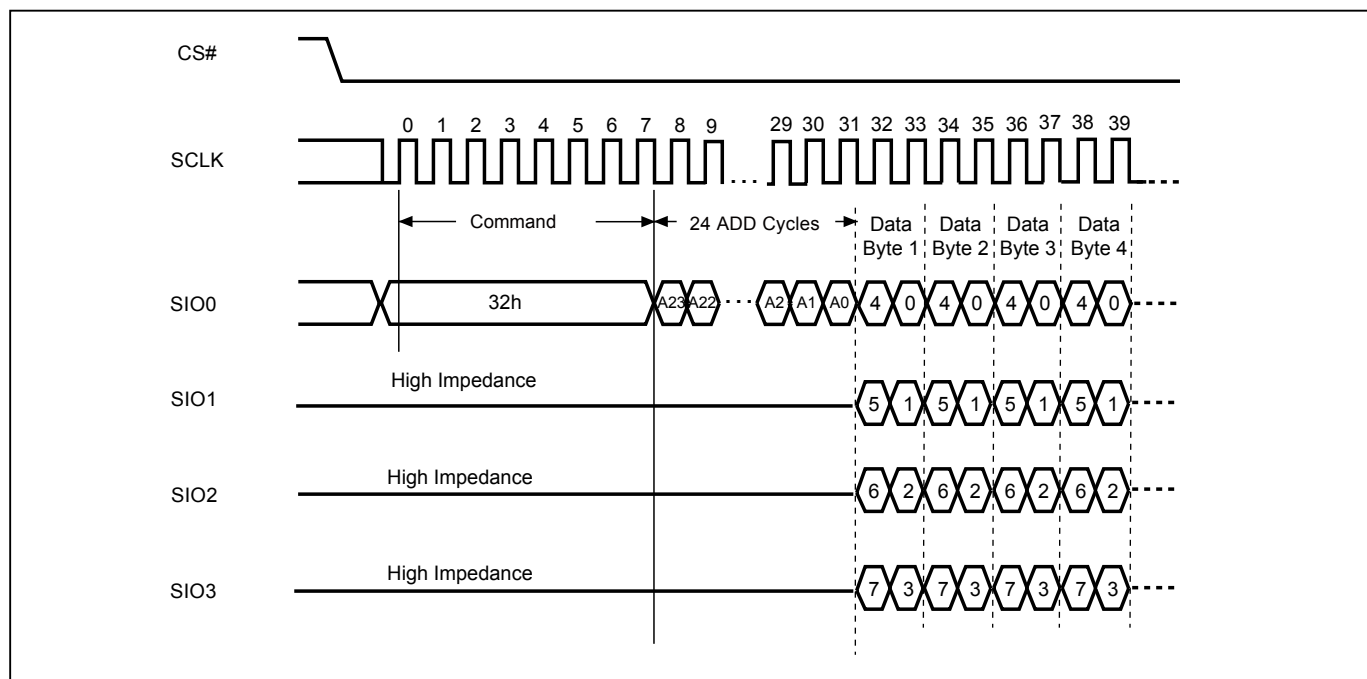 CS#
0 1 2 3 4 5 6 7 8 9 29 30 31 32 33 34 35 36 37 38 39
SCLK
Command
24 ADD Cycles
Data Byte 1
Data Byte 2
Data Byte 3
Data Byte 4
SIO0
32h
A23 A22 A2 A1 A0 4 0 4 0 4 0 4 0
High Impedance
SIO1
5 1 5 1 5 1 5 1
High Impedance
SIO2
6 2 6 2 6 2 6 2
High Impedance
SIO3
7 3 7 3 7 3 7 3